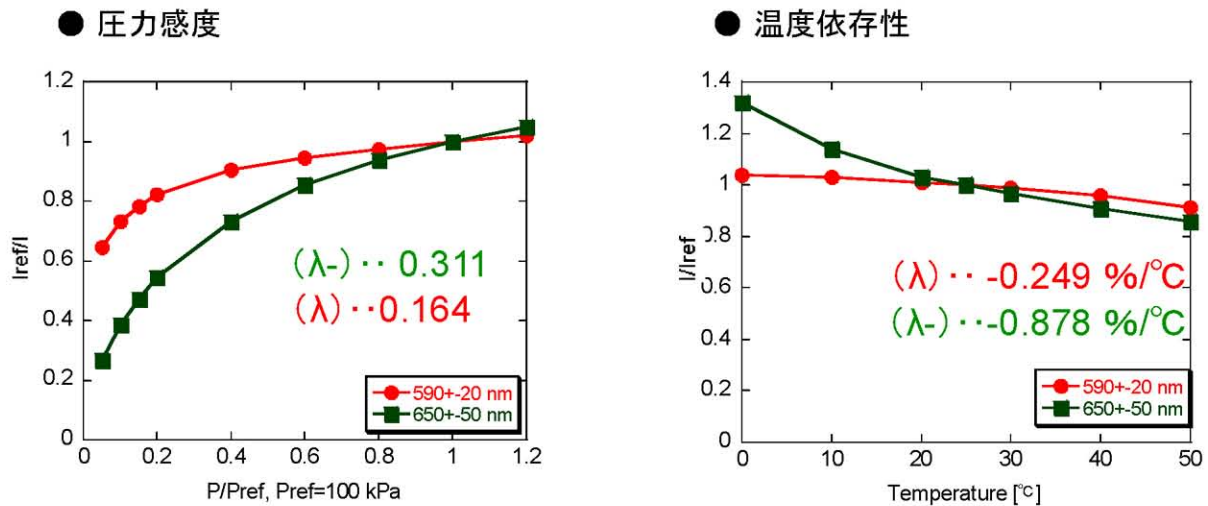 ● 圧力感度
1.2
1
0.8
0.6
0.4
0.2
0
Iref/I
(λ-)‥ 0.311
(λ)‥0.164
590+-20 nm
650+-50 nm
0 0.2 0.4 0.6 0.8 1 1.2
P/Pref, Pref=100 kPa
● 温度依存性
1.4
1.2
1
0.8
0.6
0.4
0.2
0
I/Iref
(λ)‥-0.249 %/℃
(λ-)‥-0.878 %/℃
590+-20 nm
650+-50 nm
0 10 20 30 40 50
Temperature [℃]